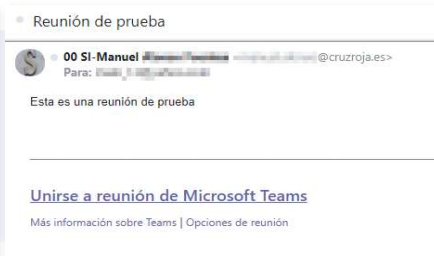 Reunión de prueba
00 SI-Manuel @cruzroja.es>
Para:
Esta es una reunión de prueba
Unirse a reunión de Microsoft Teams
Más información sobre Teams | Opciones de reunión